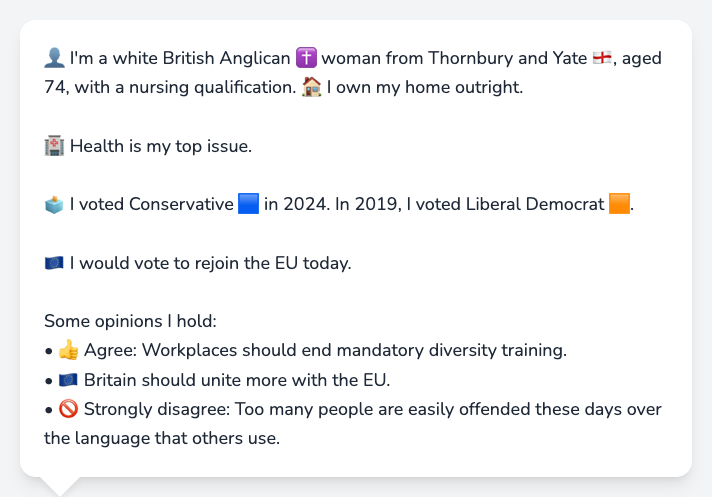 👤 I'm a white British Anglican ✝️ woman from Thornbury and Yate 🏴󠁧󠁢󠁥󠁮󠁧󠁿, aged
74, with a nursing qualification. 🏠 I own my home outright.
🏥 Health is my top issue.
🗳️ I voted Conservative 🟦 in 2024. In 2019, I voted Liberal Democrat 🟧.
🇪🇺 I would vote to rejoin the EU today.
Some opinions I hold:
• 👍 Agree: Workplaces should end mandatory diversity training.
• 🇪🇺 Britain should unite more with the EU.
• 🚫 Strongly disagree: Too many people are easily offended these days over
the language that others use.